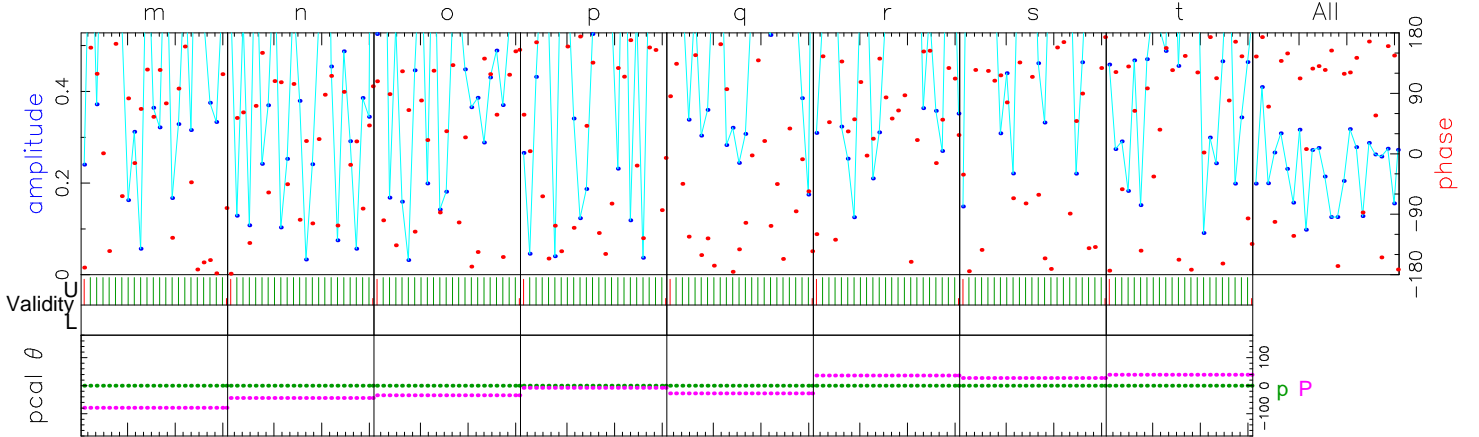 m n o p q r s t All
amplitude
0 0.2 0.4
180 90 0 −90 −180
phase
U
Validity
L
pcal θ
100 0 −100
p P